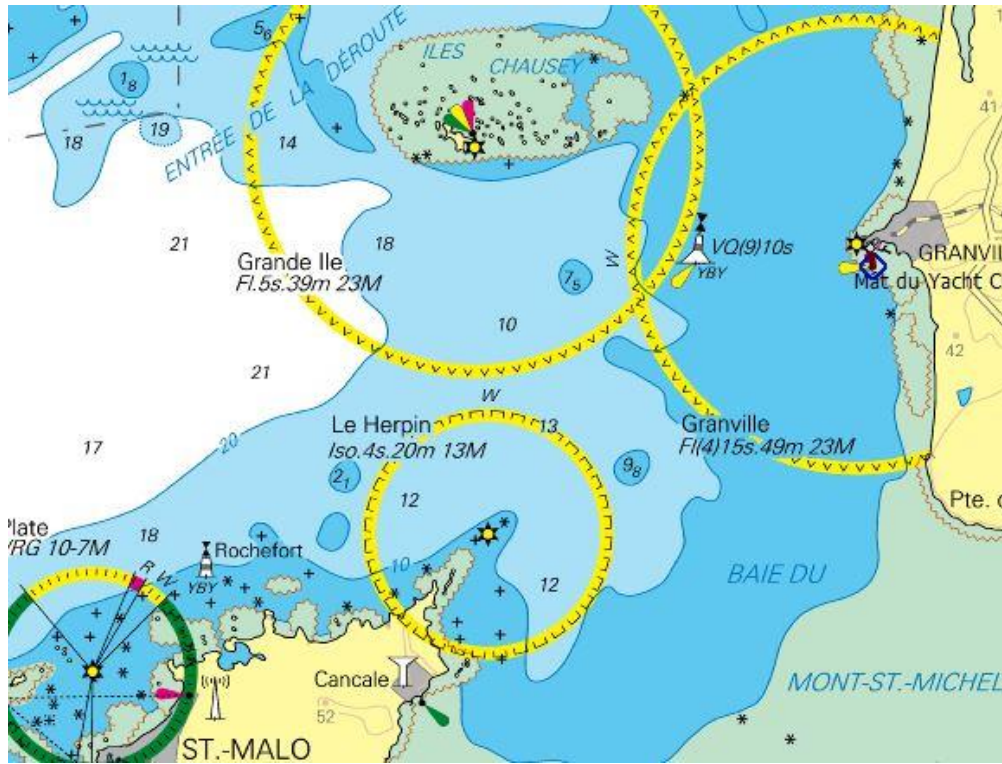 5₆
ILES
CHAUSEY
ENTRÉE DE LA DÉROUTE
1₈
18
19
14
41
21
18
VQ(9)10s
YBY
GRANVIL
Grande Ile
Fl.5s.39m 23M
W
7₅
Mat du Yacht C
10
42
21
W
17
20
Le Herpin
Iso.4s.20m 13M
13
Granville
Fl(4)15s.49m 23M
2₁
9₈
12
Pte. d
Plate
VRG 10-7M
18
Rochefort
YBY
10
R W
12
BAIE DU
Cancale
MONT-ST.-MICHEL
52
ST.-MALO